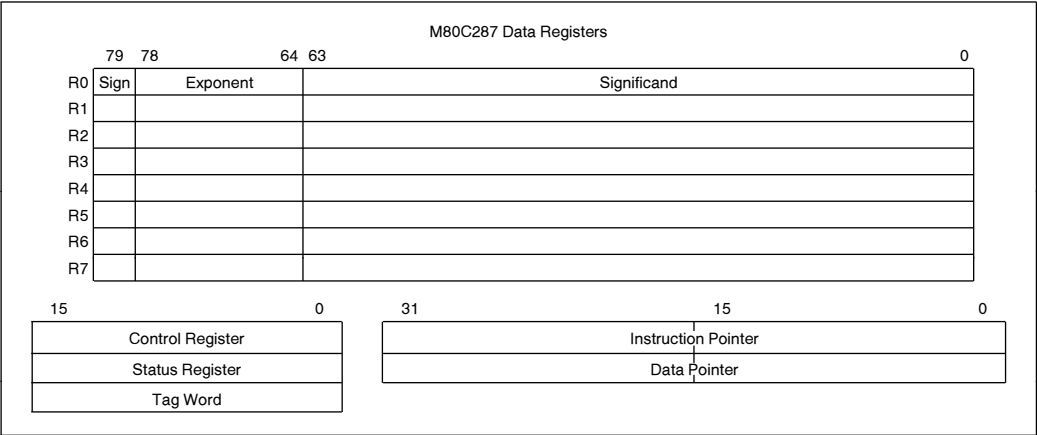 M80C287 Data Registers
79 78 64 63 0
R0 Sign Exponent Significand
R1
R2
R3
R4
R5
R6
R7
15 0 31 15 0
Control Register Instruction Pointer
Status Register Data Pointer
Tag Word